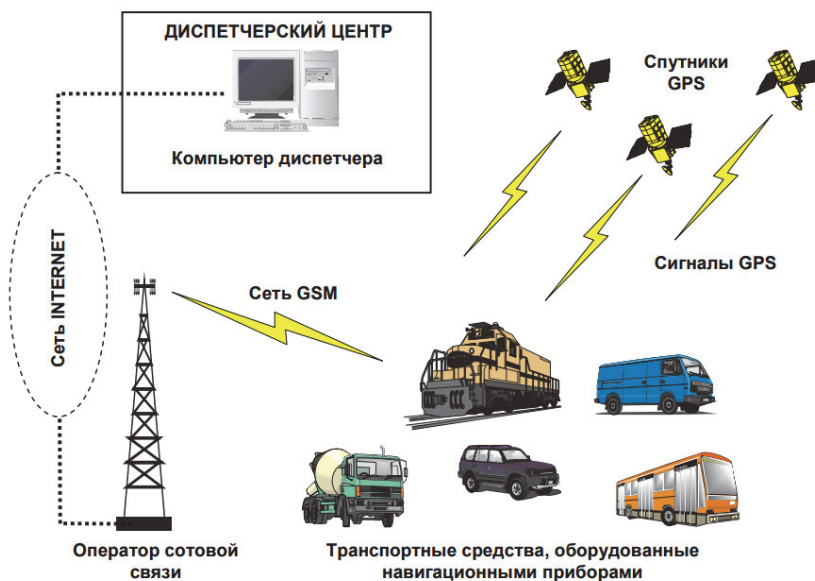 ДИСПЕТЧЕРСКИЙ ЦЕНТР
Компьютер диспетчера
Спутники
GPS
Сигналы GPS
Сеть GSM
Сеть INTERNET
Оператор сотовой
связи
Транспортные средства, оборудованные
навигационными приборами